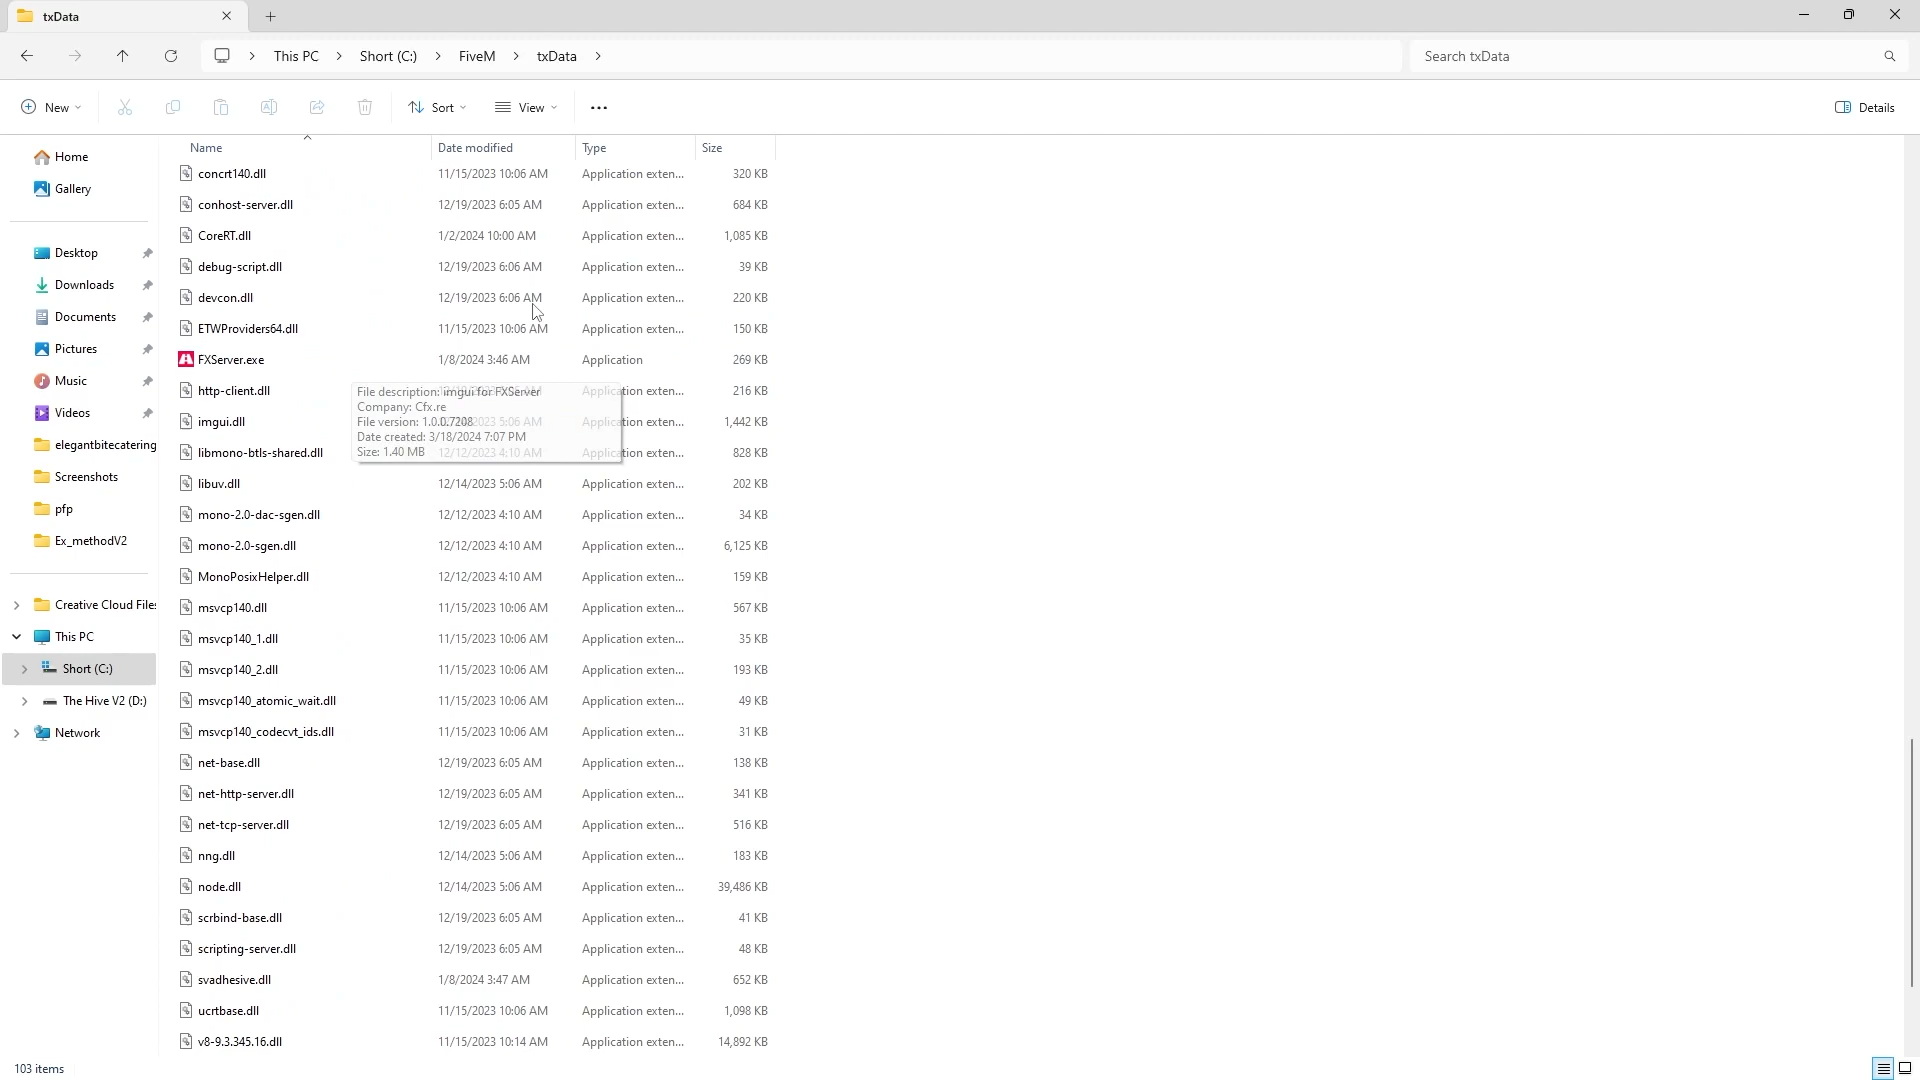 txData
This PC
Short (C:)
FiveM
txData
Search txData
New
Sort
View
Details
Home
Gallery
Desktop
Downloads
Documents
Pictures
Music
Videos
elegantbitecatering
Screenshots
pfp
Ex_methodV2
Creative Cloud Files
This PC
Short (C:)
The Hive V2 (D:)
Network
Name Date modified Type Size
concrt140.dll 11/15/2023 10:06 AM Application exten... 320 KB
conhost-server.dll 12/19/2023 6:05 AM Application exten... 684 KB
CoreRT.dll 1/2/2024 10:00 AM Application exten... 1,085 KB
debug-script.dll 12/19/2023 6:06 AM Application exten... 39 KB
devcon.dll 12/19/2023 6:06 AM Application exten... 220 KB
ETWProviders64.dll 11/15/2023 10:06 AM Application exten... 150 KB
FXServer.exe 1/8/2024 3:46 AM Application 269 KB
http-client.dll Application exten... 216 KB
imgui.dll 5:06 AM Application exten... 1,442 KB
libmono-btls-shared.dll 12/12/2023 4:10 AM Application exten... 828 KB
File description: imgui for FXServer
Company: Cfx.re
File version: 1.0.0.7208
Date created: 3/18/2024 7:07 PM
Size: 1.40 MB
libuv.dll 12/14/2023 5:06 AM Application exten... 202 KB
mono-2.0-dac-sgen.dll 12/12/2023 4:10 AM Application exten... 34 KB
mono-2.0-sgen.dll 12/12/2023 4:10 AM Application exten... 6,125 KB
MonoPosixHelper.dll 12/12/2023 4:10 AM Application exten... 159 KB
msvcp140.dll 11/15/2023 10:06 AM Application exten... 567 KB
msvcp140_1.dll 11/15/2023 10:06 AM Application exten... 35 KB
msvcp140_2.dll 11/15/2023 10:06 AM Application exten... 193 KB
msvcp140_atomic_wait.dll 11/15/2023 10:06 AM Application exten... 49 KB
msvcp140_codecvt_ids.dll 11/15/2023 10:06 AM Application exten... 31 KB
net-base.dll 12/19/2023 6:05 AM Application exten... 138 KB
net-http-server.dll 12/19/2023 6:05 AM Application exten... 341 KB
net-tcp-server.dll 12/19/2023 6:05 AM Application exten... 516 KB
nng.dll 12/14/2023 5:06 AM Application exten... 183 KB
node.dll 12/14/2023 5:06 AM Application exten... 39,486 KB
scrbind-base.dll 12/19/2023 6:05 AM Application exten... 41 KB
scripting-server.dll 12/19/2023 6:05 AM Application exten... 48 KB
svadhesive.dll 1/8/2024 3:47 AM Application exten... 652 KB
ucrtbase.dll 11/15/2023 10:06 AM Application exten... 1,098 KB
v8-9.3.345.16.dll 11/15/2023 10:14 AM Application exten... 14,892 KB
103 items